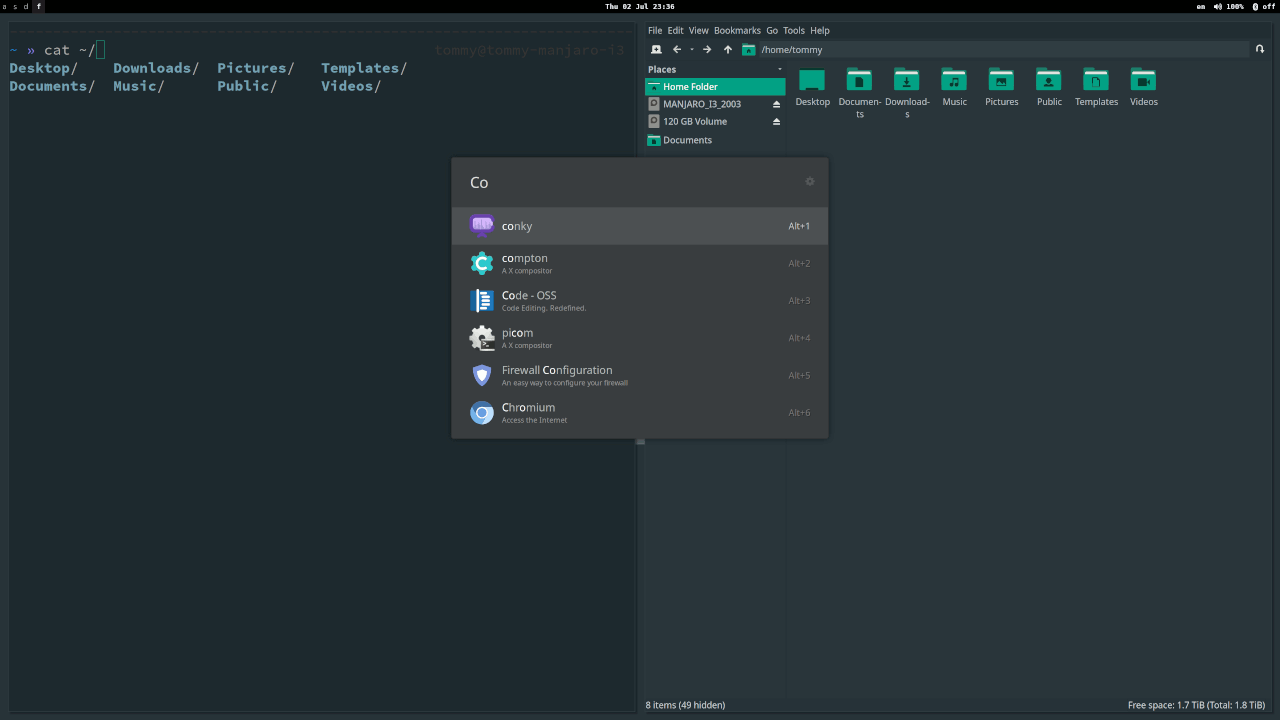 a s d f
Thu 02 Jul 23:36
en 100% off
~ » cat ~/
tommy@tommy-manjaro-i3
Desktop/ Downloads/ Pictures/ Templates/
Documents/ Music/ Public/ Videos/
File Edit View Bookmarks Go Tools Help
/home/tommy
Places
Home Folder
MANJARO_I3_2003
120 GB Volume
Documents
Desktop Documen-
ts Download-
s Music Pictures Public Templates Videos
Co
conky Alt+1
compton Alt+2
A X compositor
Code - OSS Alt+3
Code Editing. Redefined.
picom Alt+4
A X compositor
Firewall Configuration Alt+5
An easy way to configure your firewall
Chromium Alt+6
Access the Internet
8 items (49 hidden)
Free space: 1.7 TiB (Total: 1.8 TiB)